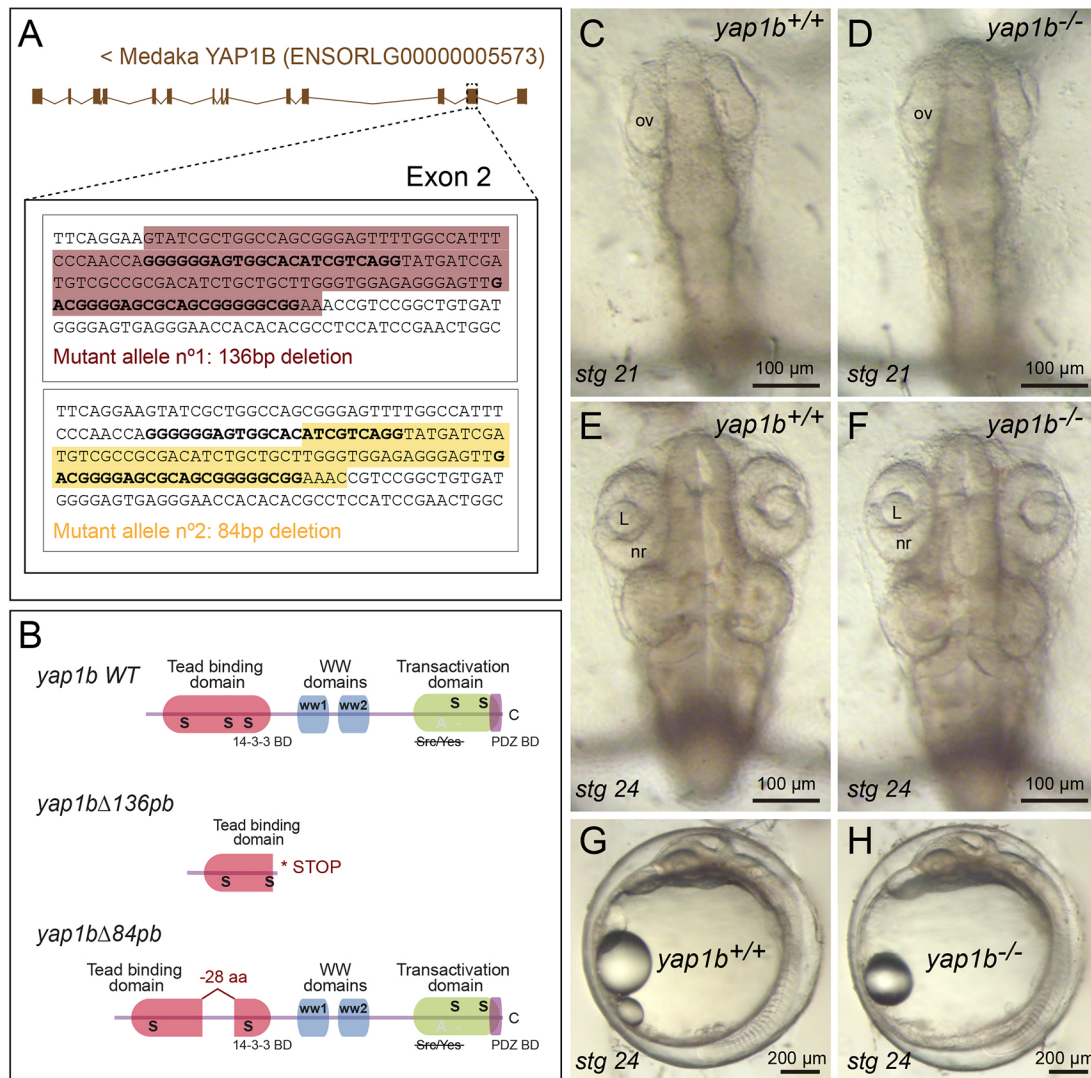 A
< Medaka YAP1B (ENSORLG00000005573)
Exon 2
TTCAGGAAGTATCGCTGGCCAGCGGGAGTTTTGGCCATTT
CCCAACCAGGGGGGAGTGGCACATCGTCAGGTATGATCGA
TGTCGCCGCGACATCTGCTGCTTGGGTGGAGAGGGAGTTG
ACGGGGAGCGCAGCGGGGGCGGAAACCGTCCGGCTGTGAT
GGGGAGTGAGGGAACCACACACGCCTCCATCCGAACTGGC
Mutant allele nº1: 136bp deletion
TTCAGGAAGTATCGCTGGCCAGCGGGAGTTTTGGCCATTT
CCCAACCAGGGGGGAGTGGCACATCGTCAGGTATGATCGA
TGTCGCCGCGACATCTGCTGCTTGGGTGGAGAGGGAGTTG
ACGGGGAGCGCAGCGGGGGCGGAAACCGTCCGGCTGTGAT
GGGGAGTGAGGGAACCACACACGCCTCCATCCGAACTGGC
Mutant allele nº2: 84bp deletion
B
yap1b WT
Tead binding
domain
WW
domains
Transactivation
domain
S S S
ww1 ww2
S S
A -
C
14-3-3 BD
Src/Yes
PDZ BD
yap1bΔ136pb
Tead binding
domain
* STOP
S S
yap1bΔ84pb
Tead binding
domain
-28 aa
WW
domains
Transactivation
domain
S S
ww1 ww2
S S
A -
C
14-3-3 BD
Src/Yes
PDZ BD
C
yap1b+/+
ov
stg 21
100 µm
D
yap1b-/-
ov
stg 21
100 µm
E
yap1b+/+
L
nr
stg 24
100 µm
F
yap1b-/-
L
nr
stg 24
100 µm
G
yap1b+/+
stg 24
200 µm
H
yap1b-/-
stg 24
200 µm